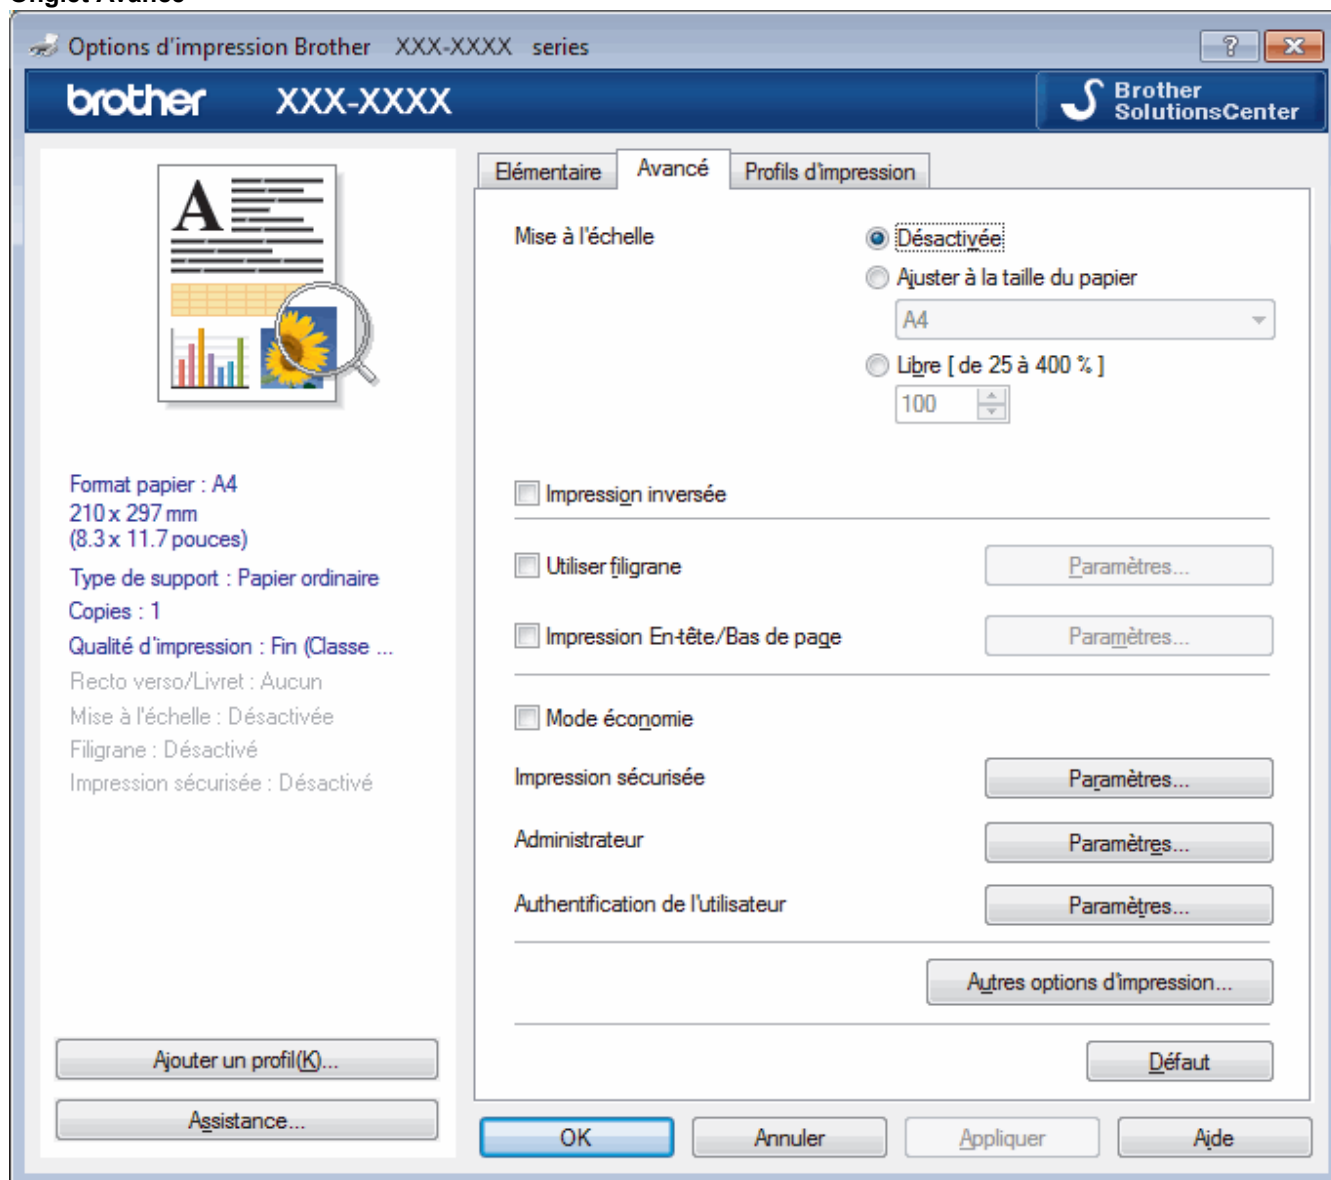 Onglet Avancé
Options d'impression Brother XXX-XXXX series
brother XXX-XXXX
Brother
SolutionsCenter
A
Format papier : A4
210 x 297 mm
(8.3 x 11.7 pouces)
Type de support : Papier ordinaire
Copies : 1
Qualité d'impression : Fin (Classe ...
Recto verso/Livret : Aucun
Mise à l'échelle : Désactivée
Filigrane : Désactivé
Impression sécurisée : Désactivé
Ajouter un profil(K)...
Assistance...
Elémentaire Avancé Profils d'impression
Mise à l'échelle
Désactivée
Ajuster à la taille du papier
A4
Libre [ de 25 à 400 % ]
100
Impression inversée
Utiliser filigrane Paramètres...
Impression En-tête/Bas de page Paramètres...
Mode économie
Impression sécurisée Paramètres...
Administrateur Paramètres...
Authentification de l'utilisateur Paramètres...
Autres options d'impression...
Défaut
OK Annuler Appliquer Aide